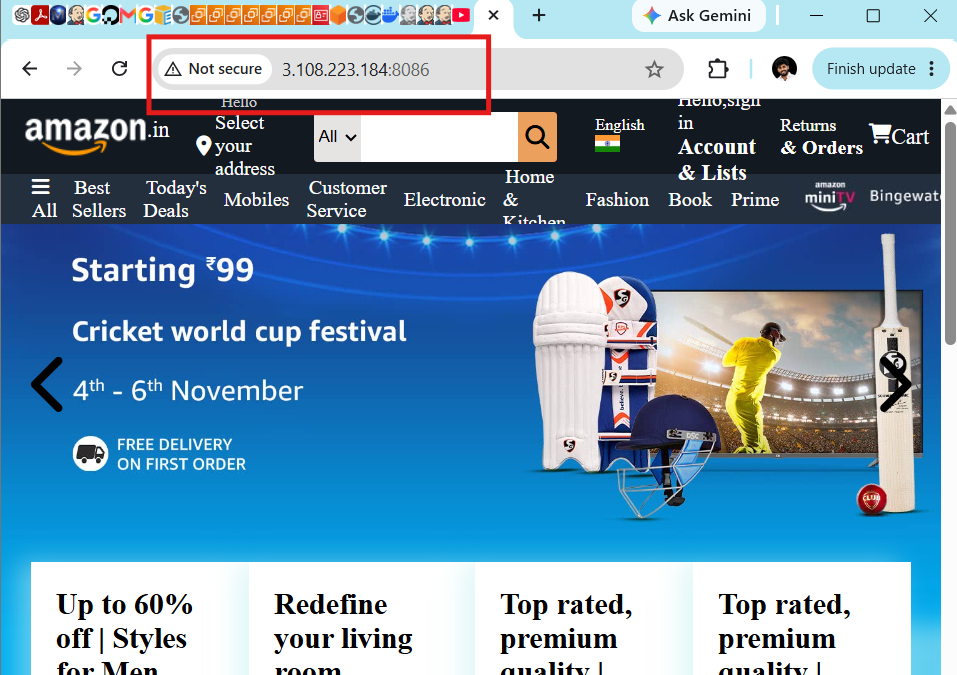 Ask Gemini
Not secure
3.108.223.184:8086
Finish update
amazon.in
Hello
Select
your
address
All
English
Hello,sign
in
Account
& Lists
Returns
& Orders
Cart
All
Best
Sellers
Today's
Deals
Mobiles
Customer
Service
Electronic
Home
&
Kitchen
Fashion
Book
Prime
amazon
miniTV
Bingewat
Starting ₹99
Cricket world cup festival
4th - 6th November
FREE DELIVERY
ON FIRST ORDER
SG
DSC
CLUB
Up to 60%
off | Styles
for Men
Redefine
your living
room
Top rated,
premium
quality |
Top rated,
premium
quality |